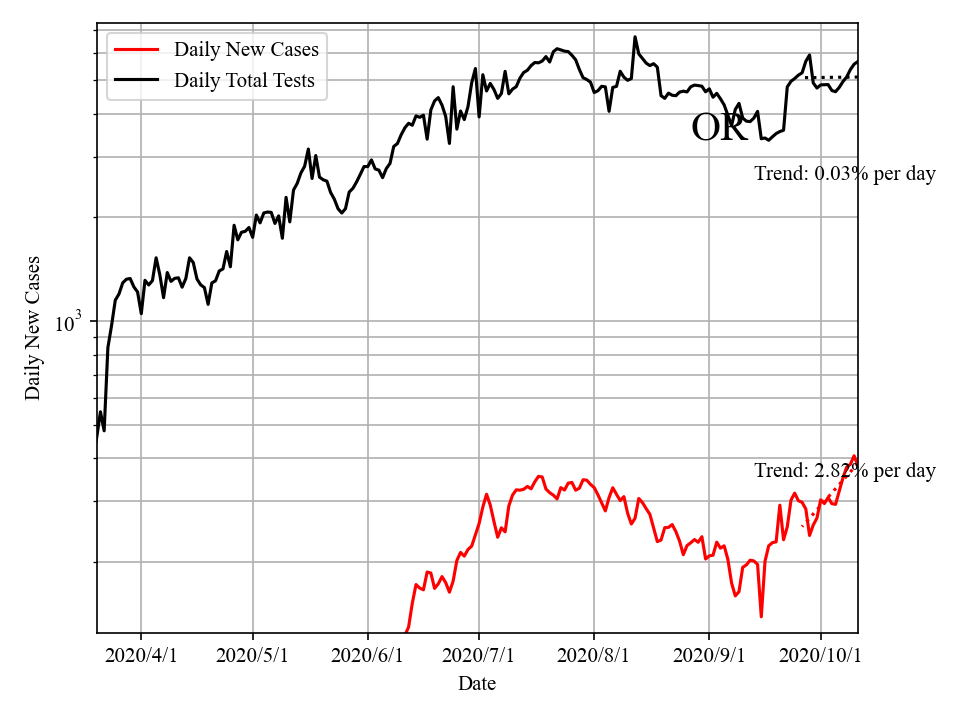 Daily New Cases
Daily Total Tests
OR
Trend: 0.03% per day
Daily New Cases
10³
Trend: 2.82% per day
2020/4/1 2020/5/1 2020/6/1 2020/7/1 2020/8/1 2020/9/1 2020/10/1
Date